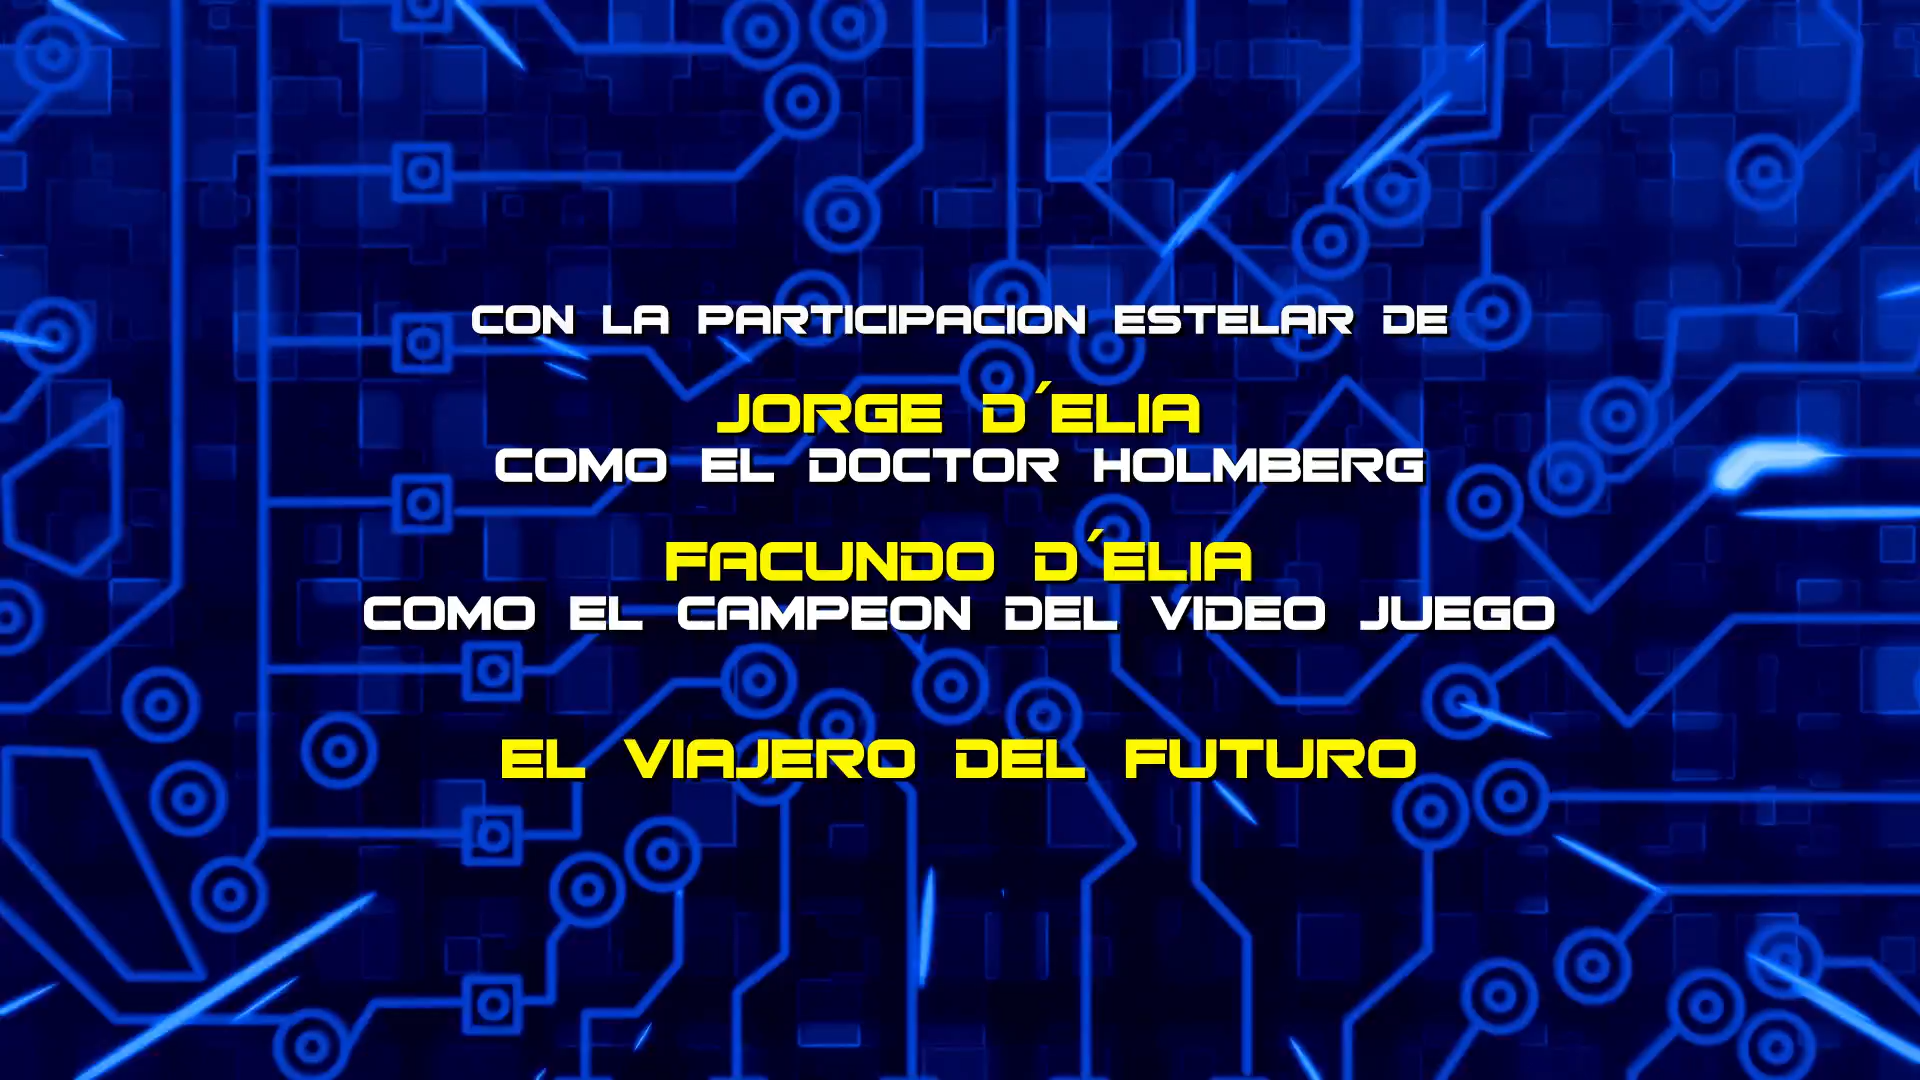 CON LA PARTICIPACION ESTELAR DE
JORGE D´ELIA
COMO EL DOCTOR HOLMBERG
FACUNDO D´ELIA
COMO EL CAMPEON DEL VIDEO JUEGO
EL VIAJERO DEL FUTURO